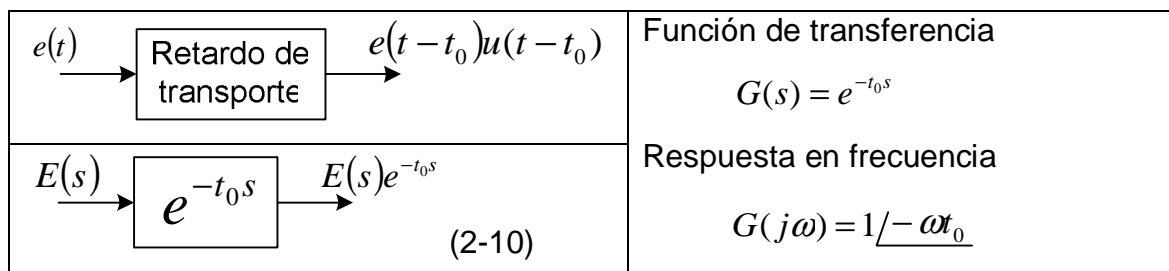 e(t)
Retardo de
transporte
e(t − t₀)u(t − t₀)
E(s)
e^{−t₀s}
E(s)e^{−t₀s}
(2-10)
Función de transferencia
G(s) = e^{−t₀s}
Respuesta en frecuencia
G(jω) = 1/− ωt₀